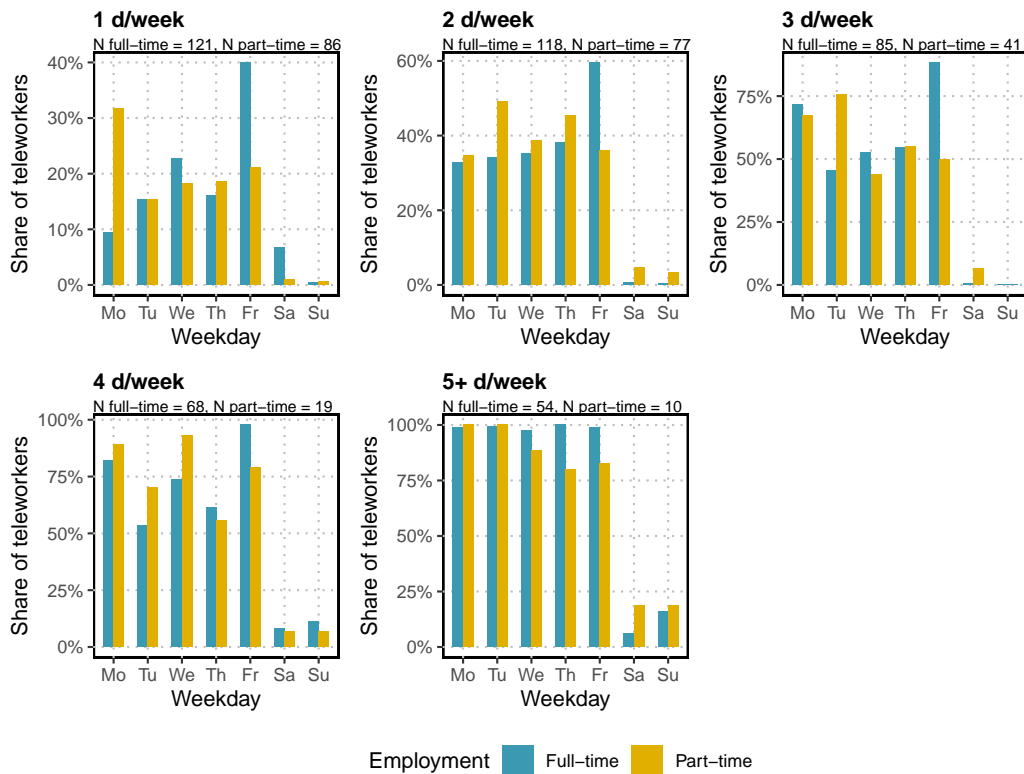 1 d/week
N full−time = 121, N part−time = 86
40%
30%
20%
10%
0%
Share of teleworkers
Mo Tu We Th Fr Sa Su
Weekday
2 d/week
N full−time = 118, N part−time = 77
60%
40%
20%
0%
Share of teleworkers
Mo Tu We Th Fr Sa Su
Weekday
3 d/week
N full−time = 85, N part−time = 41
75%
50%
25%
0%
Share of teleworkers
Mo Tu We Th Fr Sa Su
Weekday
4 d/week
N full−time = 68, N part−time = 19
100%
75%
50%
25%
0%
Share of teleworkers
Mo Tu We Th Fr Sa Su
Weekday
5+ d/week
N full−time = 54, N part−time = 10
100%
75%
50%
25%
0%
Share of teleworkers
Mo Tu We Th Fr Sa Su
Weekday
Employment Full−time Part−time